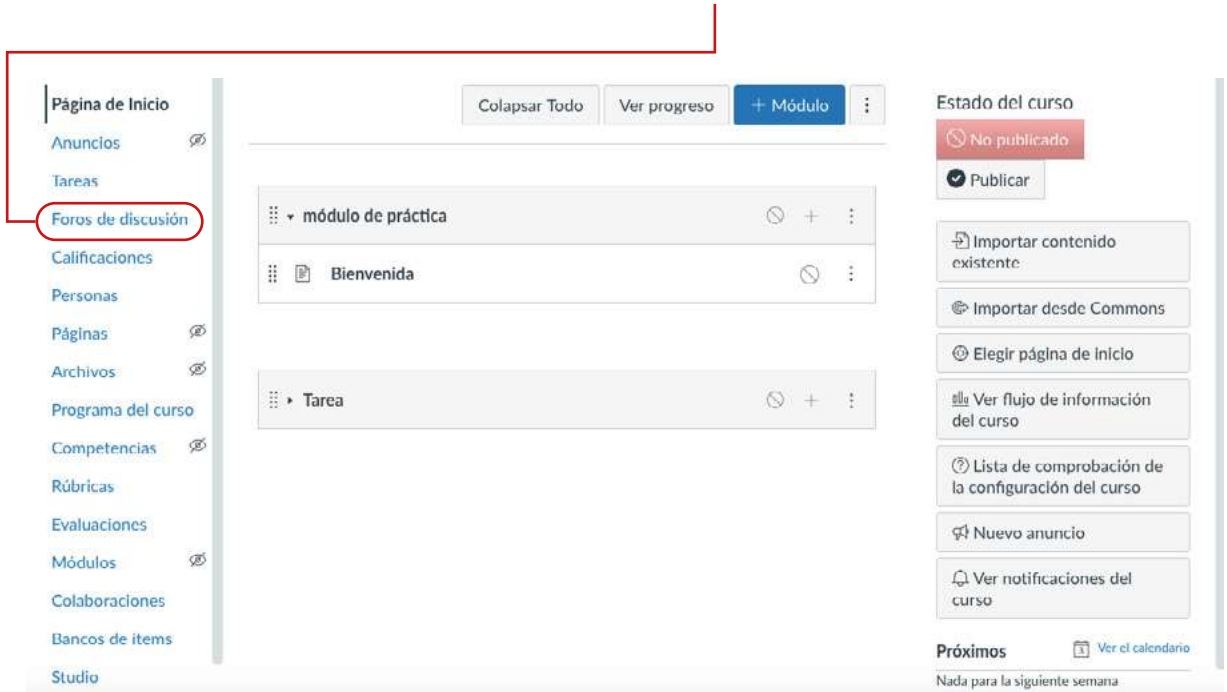 Página de Inicio
Anuncios
Tareas
Foros de discusión
Calificaciones
Personas
Páginas
Archivos
Programa del curso
Competencias
Rúbricas
Evaluaciones
Módulos
Colaboraciones
Bancos de items
Studio
Colapsar Todo
Ver progreso
+ Módulo
módulo de práctica
Bienvenida
Tarea
Estado del curso
No publicado
Publicar
Importar contenido
existente
Importar desde Commons
Elegir página de inicio
Ver flujo de información
del curso
Lista de comprobación de
la configuración del curso
Nuevo anuncio
Ver notificaciones del
curso
Próximos
Ver el calendario
Nada para la siguiente semana